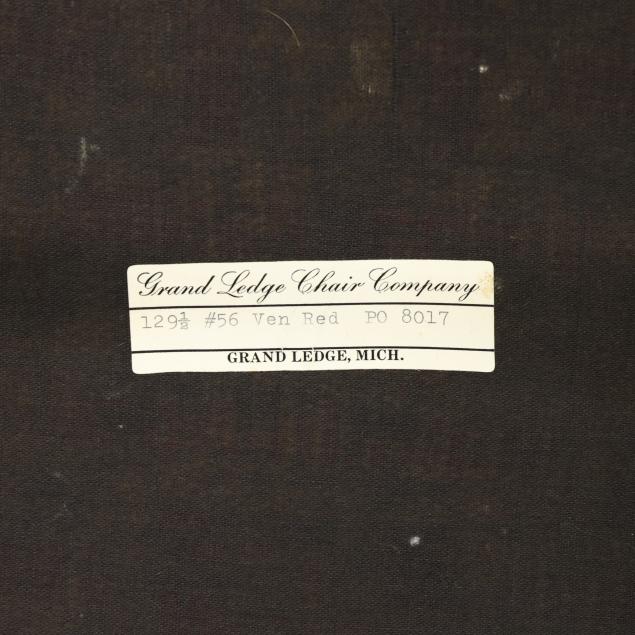 Grand Ledge Chair Company
129½ #56 Ven Red PO 8017
GRAND LEDGE, MICH.